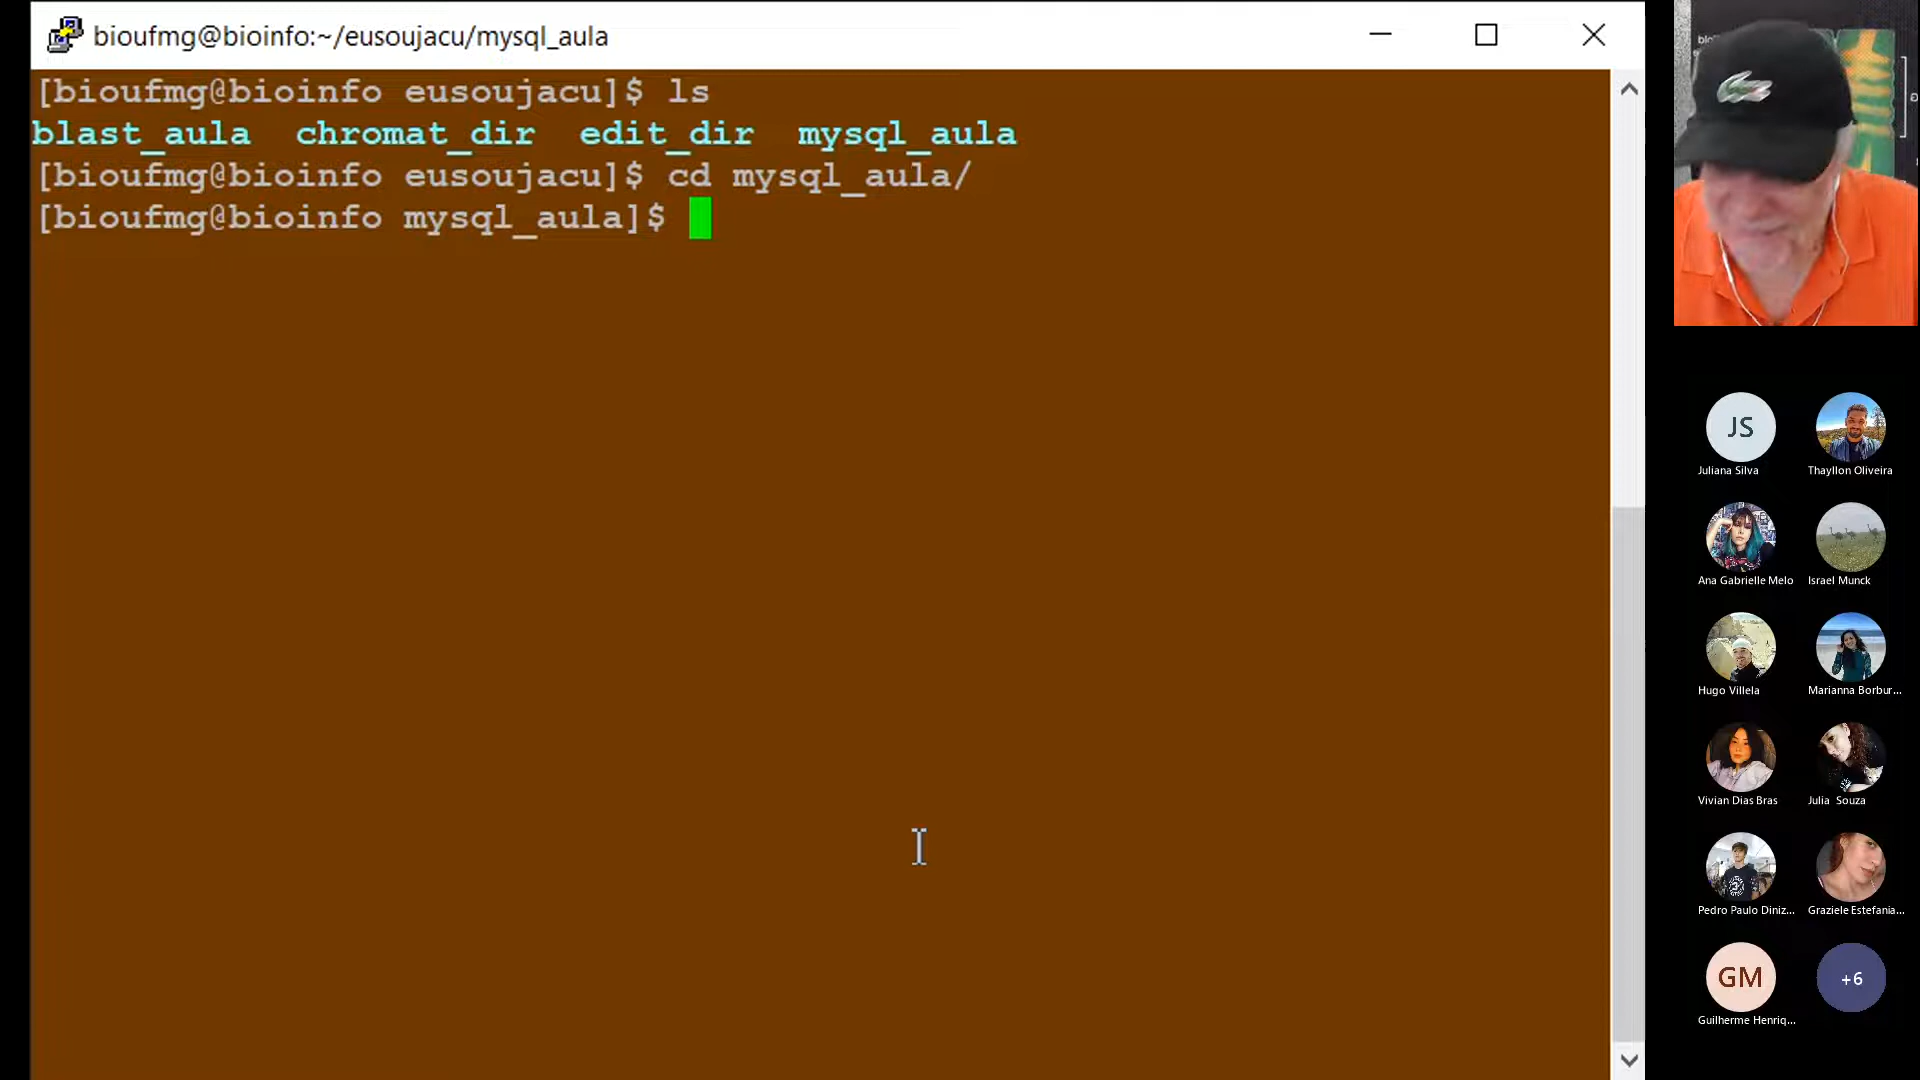 bioufmg@bioinfo:~/eusoujacu/mysql_aula
[bioufmg@bioinfo eusoujacu]$ ls
blast_aula chromat_dir edit_dir mysql_aula
[bioufmg@bioinfo eusoujacu]$ cd mysql_aula/
[bioufmg@bioinfo mysql_aula]$
JS
Juliana Silva
Thayllon Oliveira
Ana Gabrielle Melo
Israel Munck
Hugo Villela
Marianna Borbur...
Vivian Dias Bras
Julia Souza
Pedro Paulo Diniz...
Graziele Estefania...
GM
+6
Guilherme Henriq...